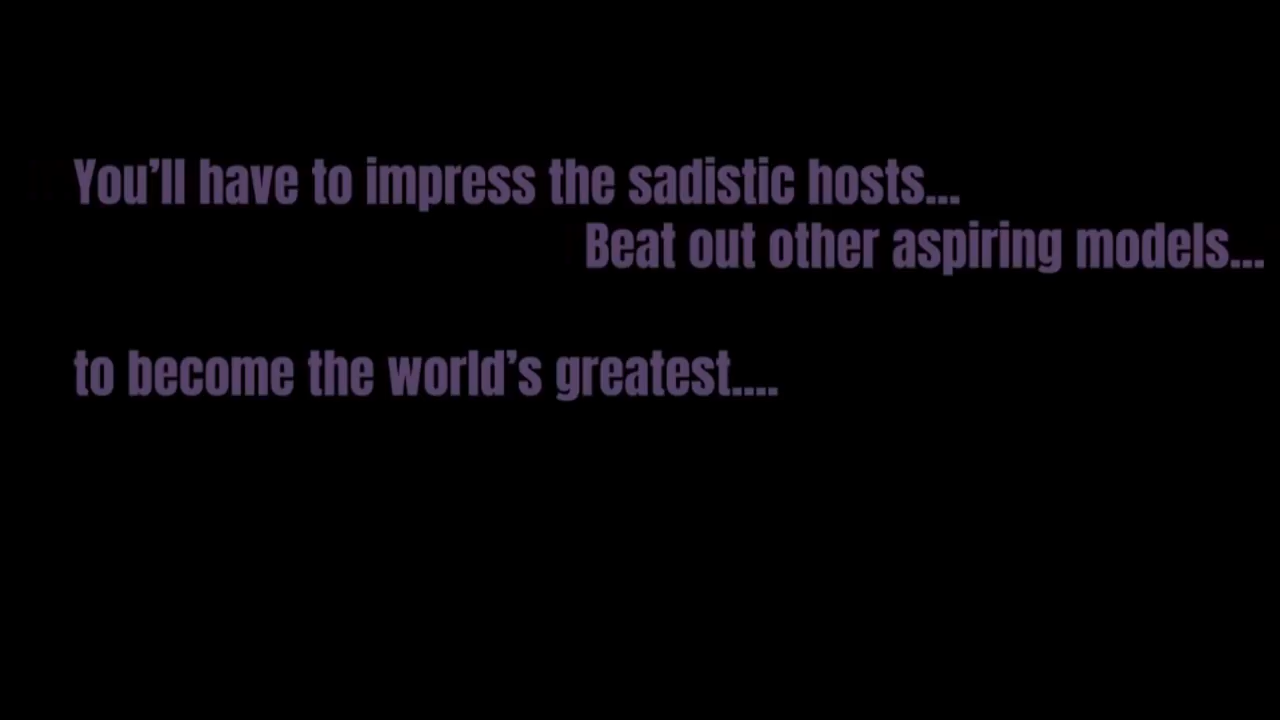 You’ll have to impress the sadistic hosts...
Beat out other aspiring models...
to become the world’s greatest....